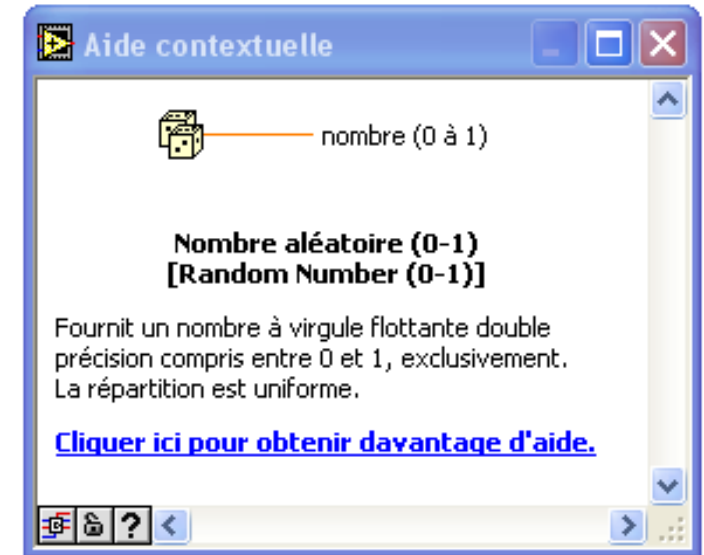 Aide contextuelle
nombre (0 à 1)
Nombre aléatoire (0-1)
[Random Number (0-1)]
Fournit un nombre à virgule flottante double
précision compris entre 0 et 1, exclusivement.
La répartition est uniforme.
Cliquer ici pour obtenir davantage d'aide.
?